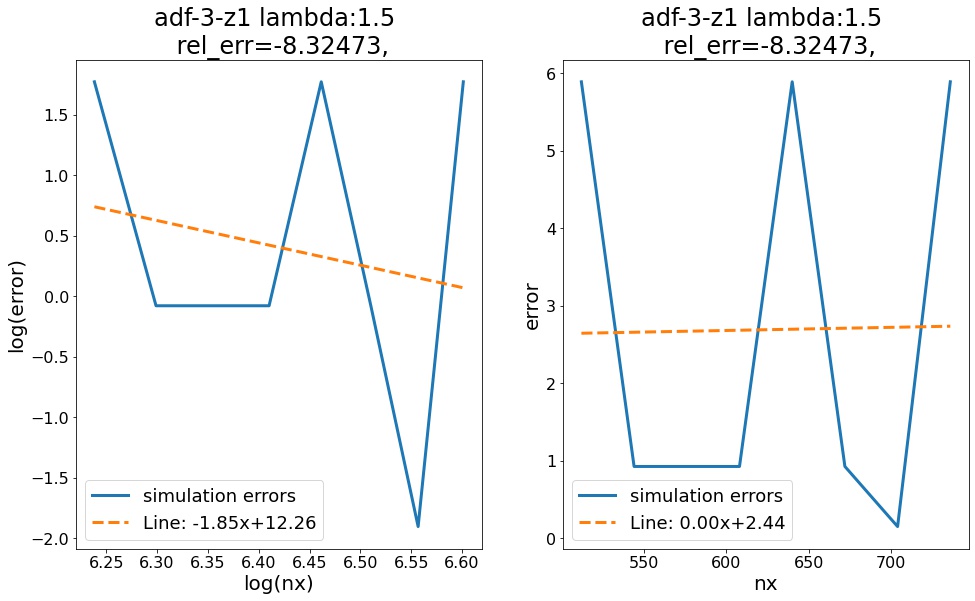 adf-3-z1 lambda:1.5
rel_err=-8.32473,
1.5
1.0
0.5
0.0
−0.5
−1.0
−1.5
−2.0
log(error)
simulation errors
Line: -1.85x+12.26
6.25 6.30 6.35 6.40 6.45 6.50 6.55 6.60
log(nx)
adf-3-z1 lambda:1.5
rel_err=-8.32473,
6
5
4
3
2
1
0
error
simulation errors
Line: 0.00x+2.44
550 600 650 700
nx